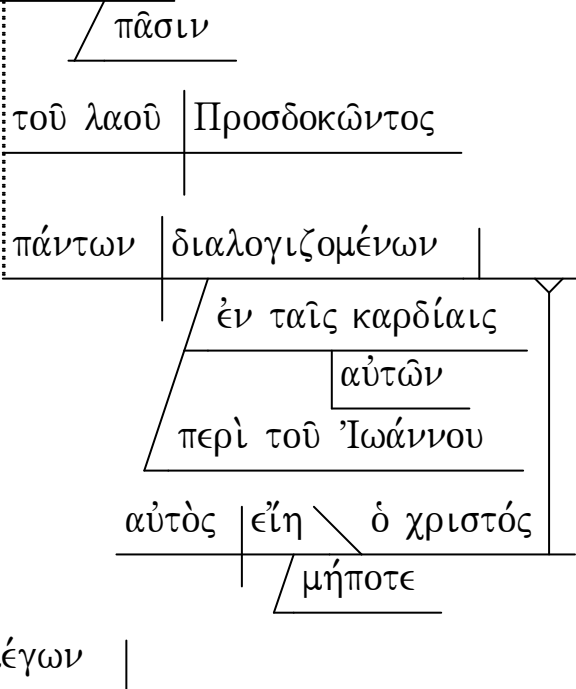 πᾶσιν
τοῦ λαοῦ Προσδοκῶντος
πάντων διαλογιζομένων
ἐν ταῖς καρδίαις
αὐτῶν
περὶ τοῦ Ἰωάννου
αὐτὸς εἴη ὁ χριστός
μήποτε
έγων